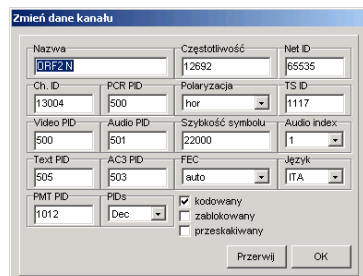 Zmień dane kanału
Nazwa
ORF2 N
Częstotliwość
12692
Net ID
65535
Ch. ID
13004
PCR PID
500
Polaryzacja
hor
TS ID
1117
Video PID
500
Audio PID
501
Szybkość symbolu
22000
Audio index
1
Text PID
505
AC3 PID
503
FEC
auto
Język
ITA
PMT PID
1012
PIDs
Dec
kodowany
zablokowany
przeskakiwany
Przerwij
OK